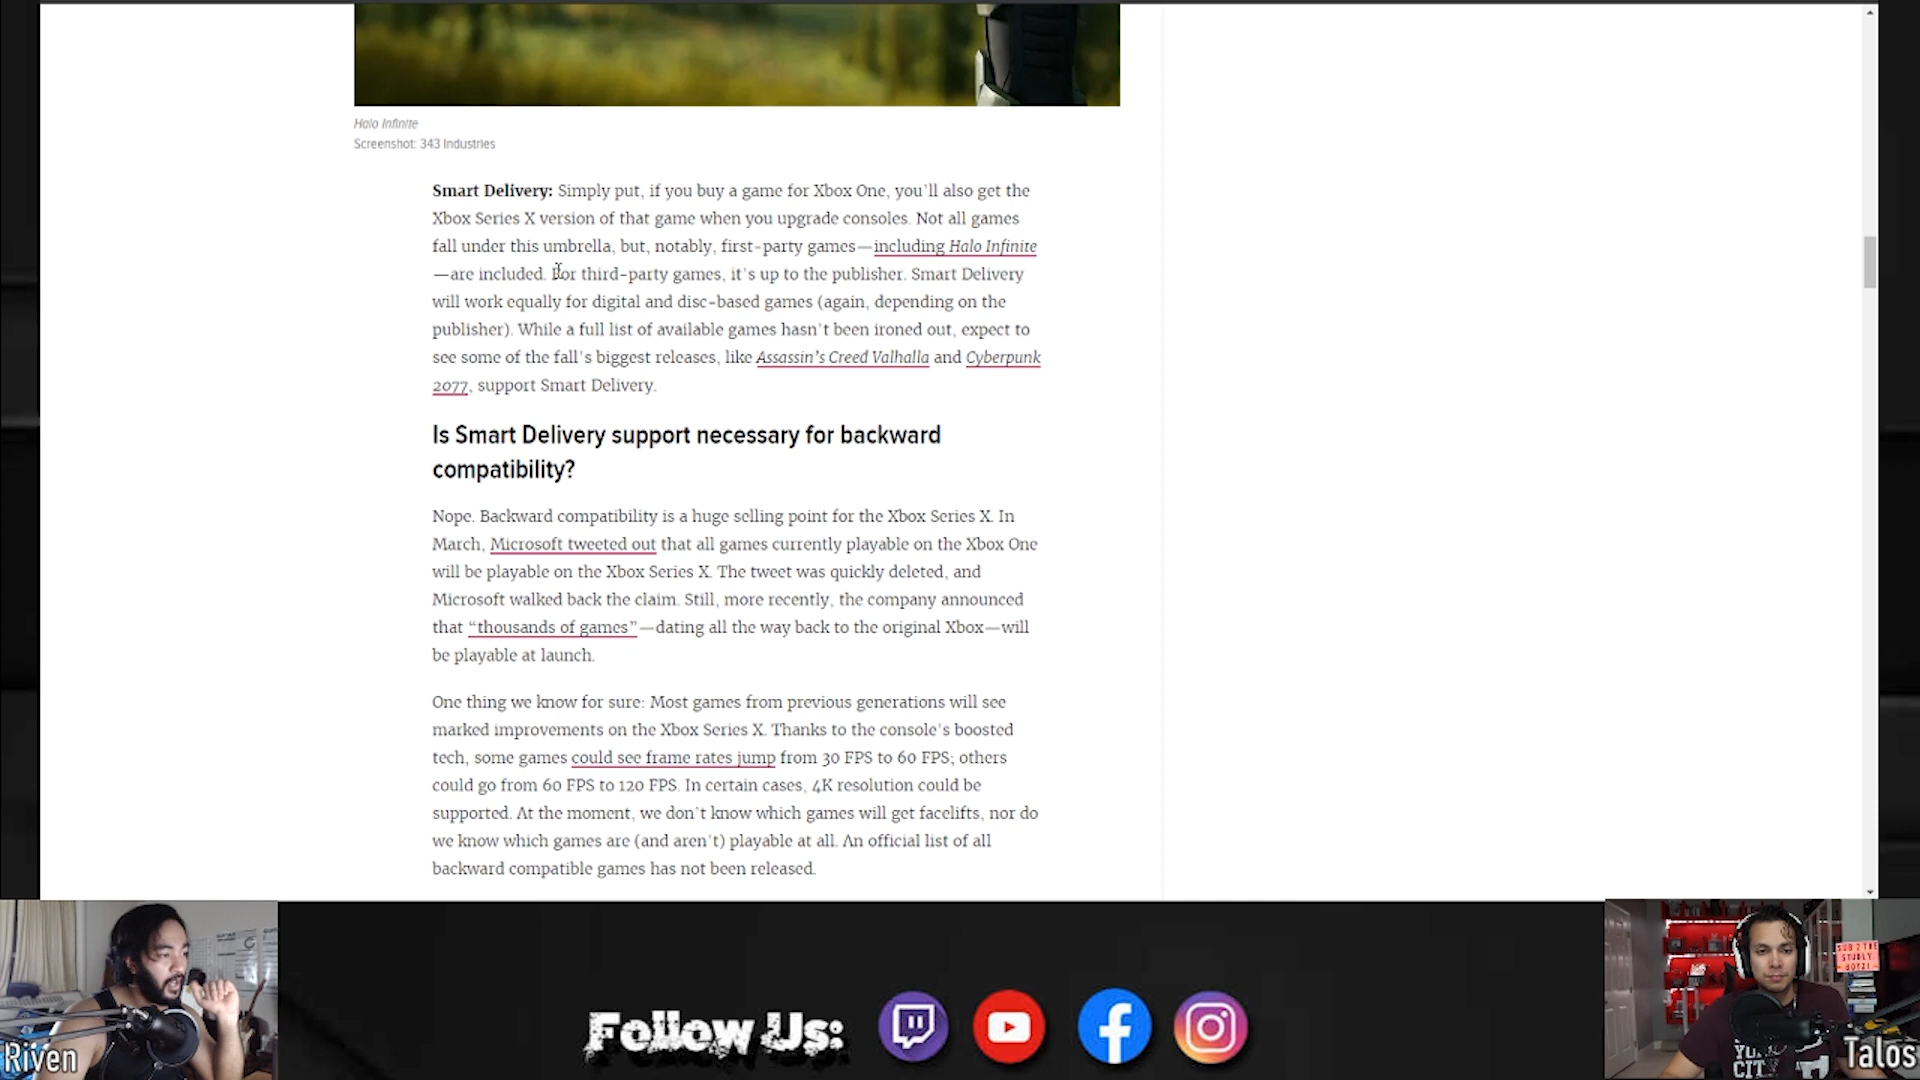 Halo Infinite
Screenshot: 343 Industries
Smart Delivery: Simply put, if you buy a game for Xbox One, you'll also get the
Xbox Series X version of that game when you upgrade consoles. Not all games
fall under this umbrella, but, notably, first-party games—including Halo Infinite
—are included. For third-party games, it's up to the publisher. Smart Delivery
will work equally for digital and disc-based games (again, depending on the
publisher). While a full list of available games hasn't been ironed out, expect to
see some of the fall's biggest releases, like Assassin's Creed Valhalla and Cyberpunk
2077, support Smart Delivery.
Is Smart Delivery support necessary for backward
compatibility?
Nope. Backward compatibility is a huge selling point for the Xbox Series X. In
March, Microsoft tweeted out that all games currently playable on the Xbox One
will be playable on the Xbox Series X. The tweet was quickly deleted, and
Microsoft walked back the claim. Still, more recently, the company announced
that “thousands of games”—dating all the way back to the original Xbox—will
be playable at launch.
One thing we know for sure: Most games from previous generations will see
marked improvements on the Xbox Series X. Thanks to the console's boosted
tech, some games could see frame rates jump from 30 FPS to 60 FPS; others
could go from 60 FPS to 120 FPS. In certain cases, 4K resolution could be
supported. At the moment, we don't know which games will get facelifts, nor do
we know which games are (and aren't) playable at all. An official list of all
backward compatible games has not been released.
SUB 2 THE
STUDLY
BOYZ!
Follow Us:
Riven
CITY
Talos